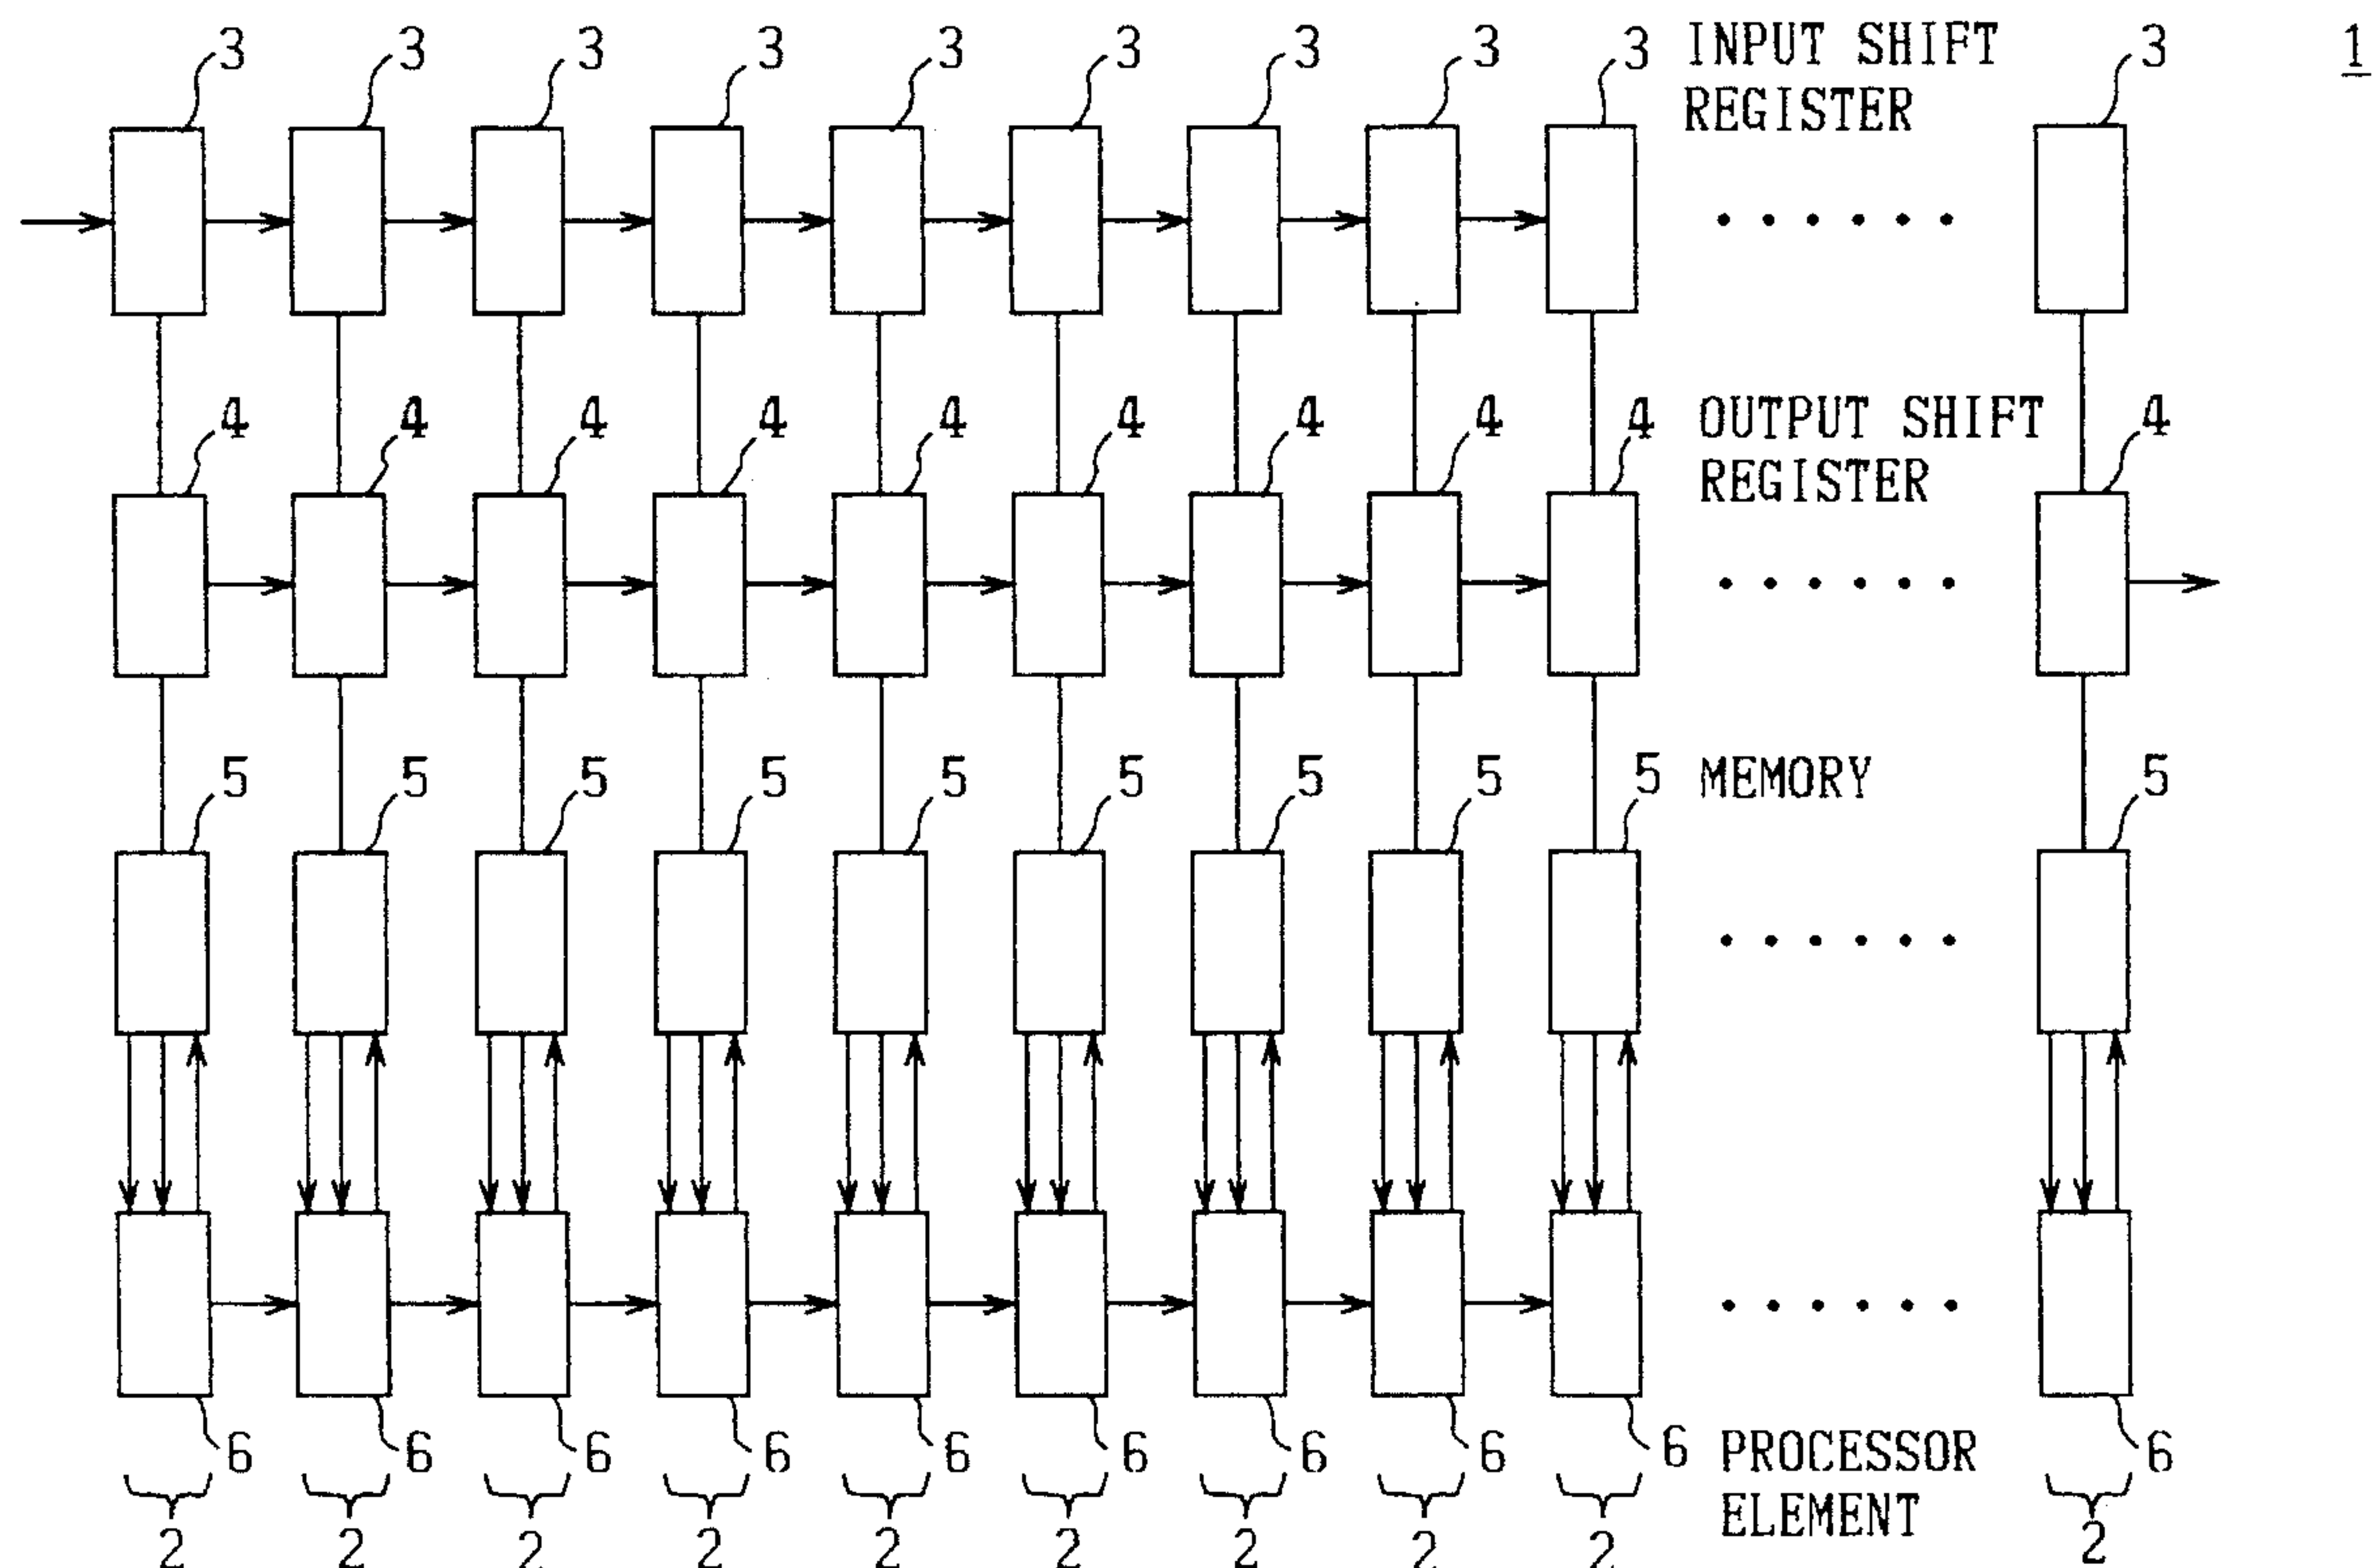 3 3 3 3 3 3 3 3 3 INPUT SHIFT 3 1
REGISTER
4 4 4 4 4 4 4 4 4 OUTPUT SHIFT 4
REGISTER
5 5 5 5 5 5 5 5 5 MEMORY 5
6 6 6 6 6 6 6 6 6 PROCESSOR 6
ELEMENT
2 2 2 2 2 2 2 2 2 2